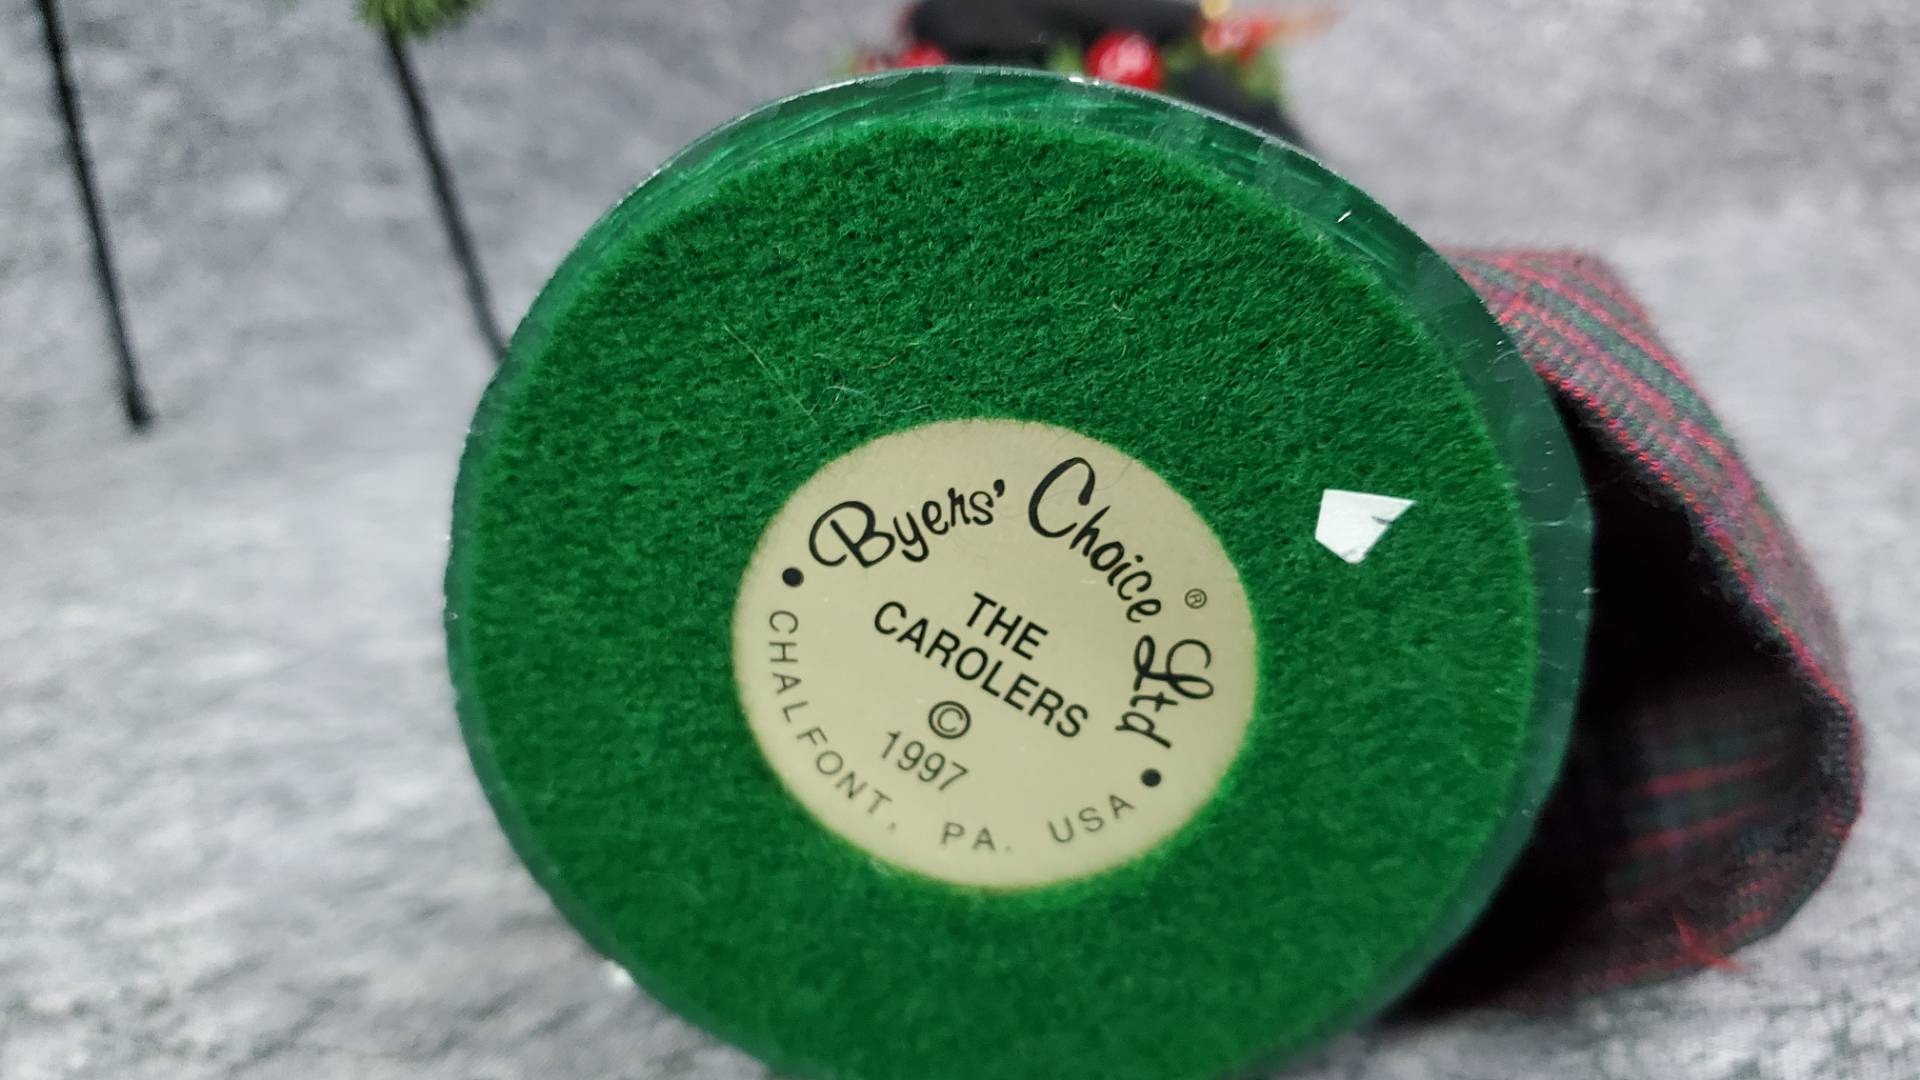 Byers' Choice ® Ltd
THE
CAROLERS
©
1997
• CHALFONT, PA. USA •